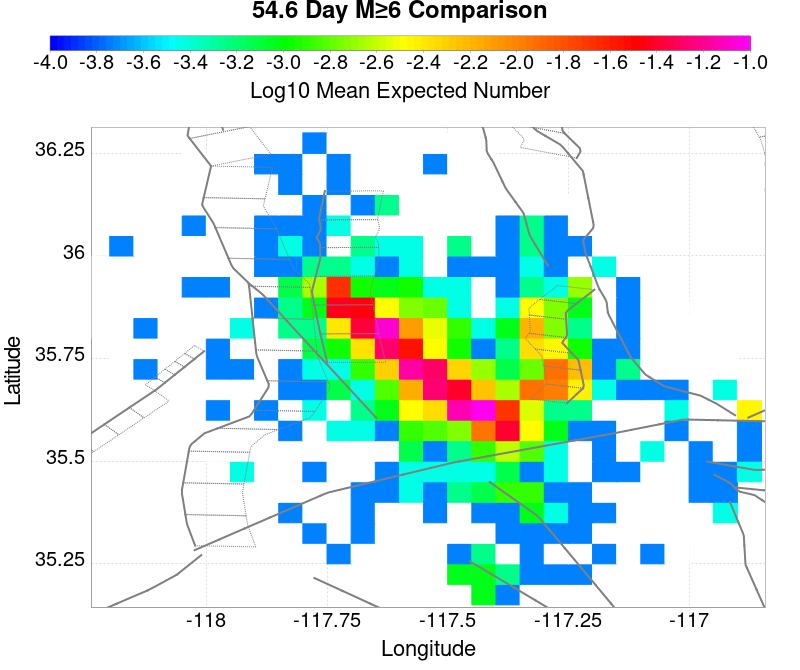 54.6 Day M≥6 Comparison
-4.0 -3.8 -3.6 -3.4 -3.2 -3.0 -2.8 -2.6 -2.4 -2.2 -2.0 -1.8 -1.6 -1.4 -1.2 -1.0
Log10 Mean Expected Number
36.25
36
35.75
35.5
35.25
Latitude
-118 -117.75 -117.5 -117.25 -117
Longitude